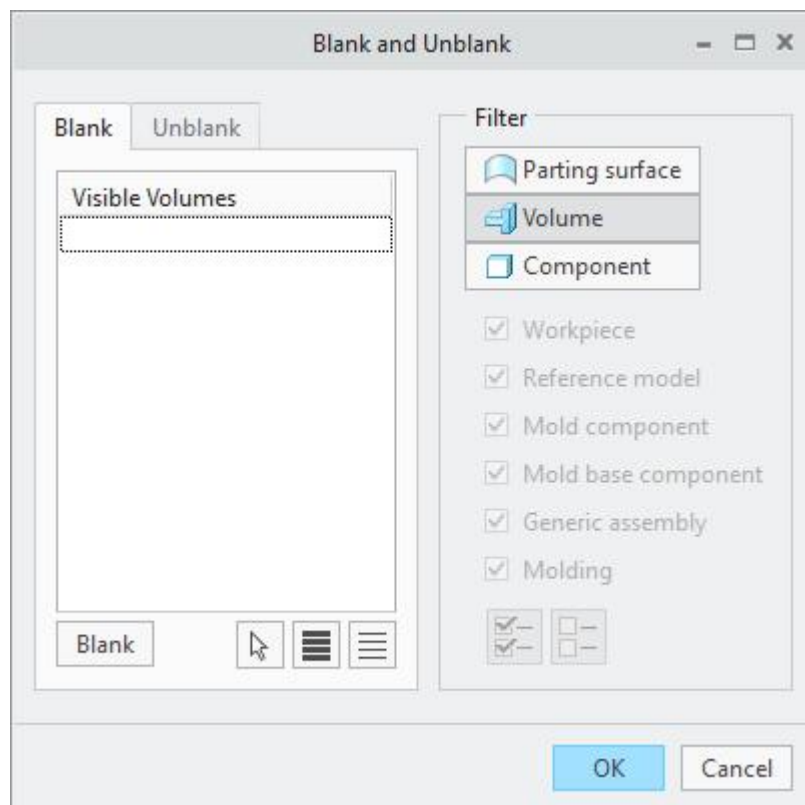 Blank and Unblank
Blank
Unblank
Visible Volumes
Blank
Filter
Parting surface
Volume
Component
Workpiece
Reference model
Mold component
Mold base component
Generic assembly
Molding
OK
Cancel